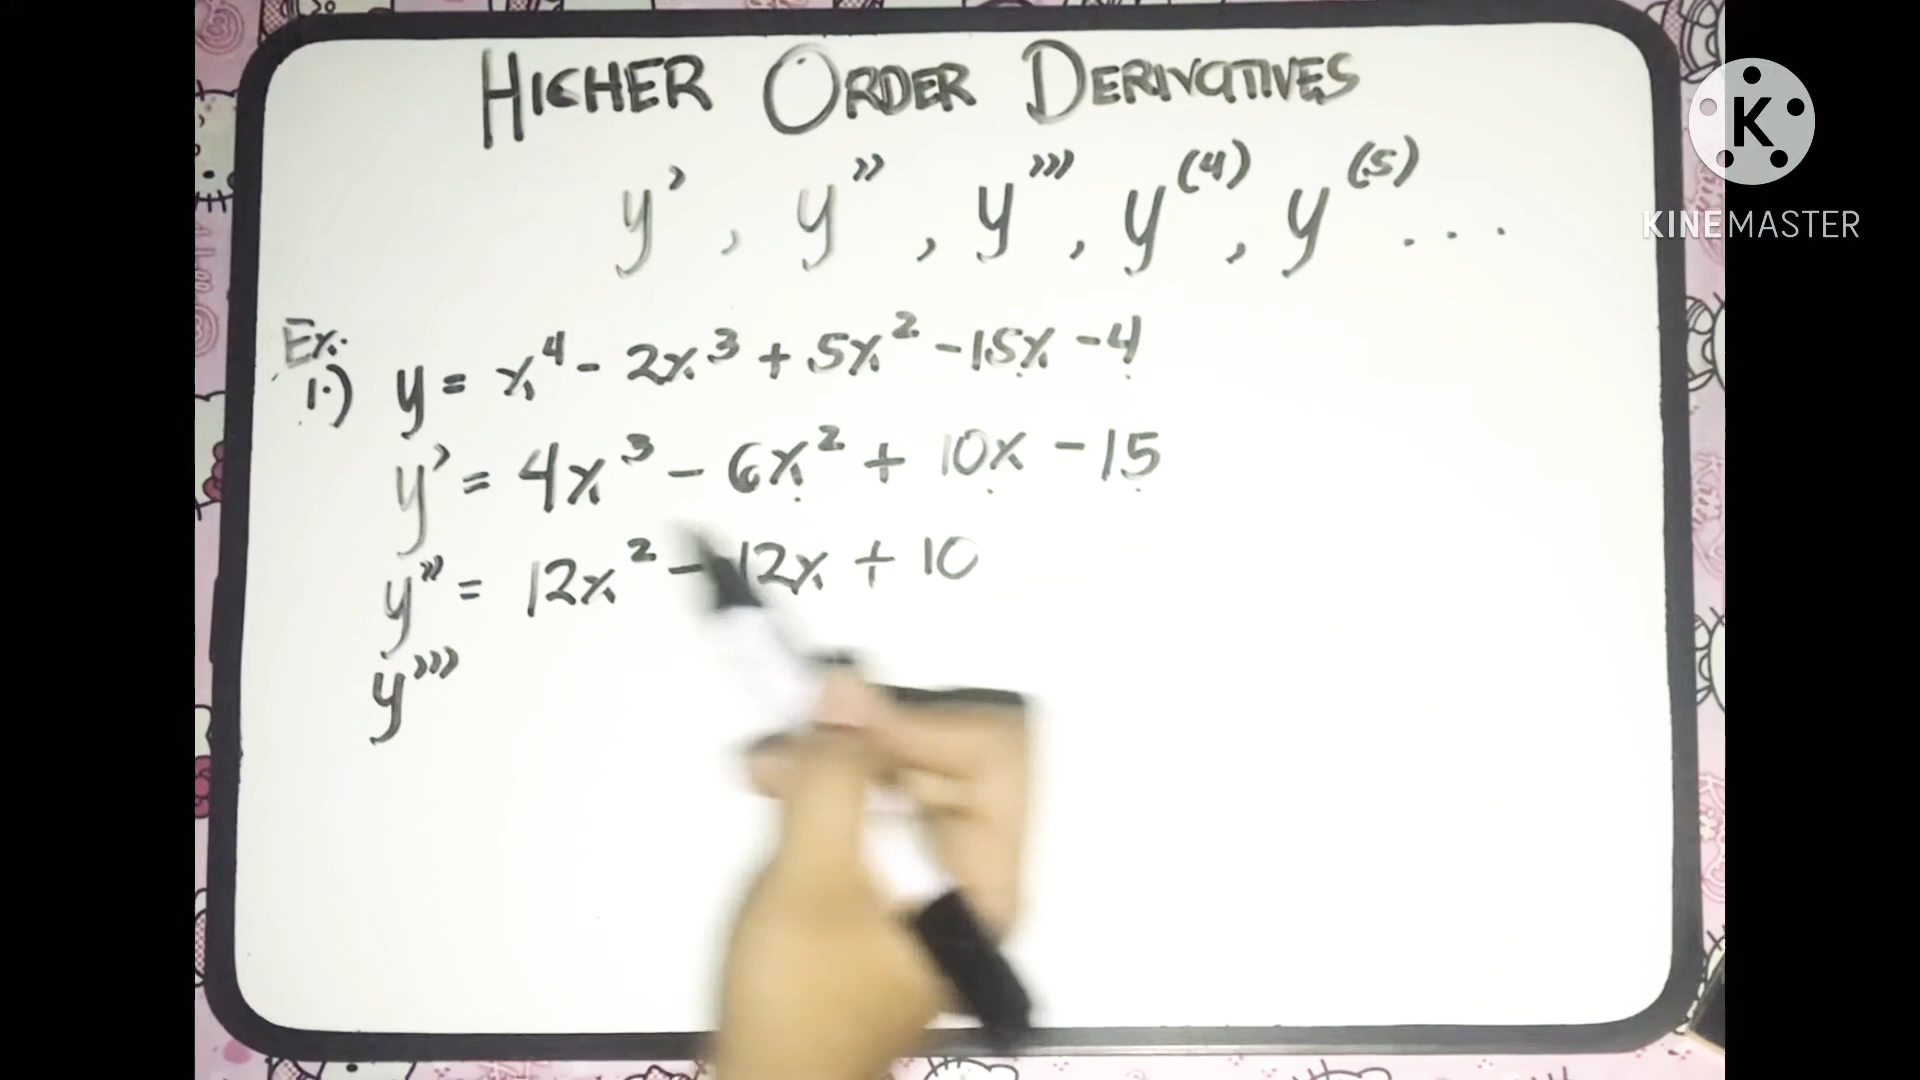 HIGHER ORDER DERIVATIVES
y', y'', y''', y⁽⁴⁾, y⁽⁵⁾ ...
K
KINEMASTER
Ex.
1.) y = x⁴ - 2x³ + 5x² - 15x - 4
y' = 4x³ - 6x² + 10x - 15
y'' = 12x² - 12x + 10
y'''